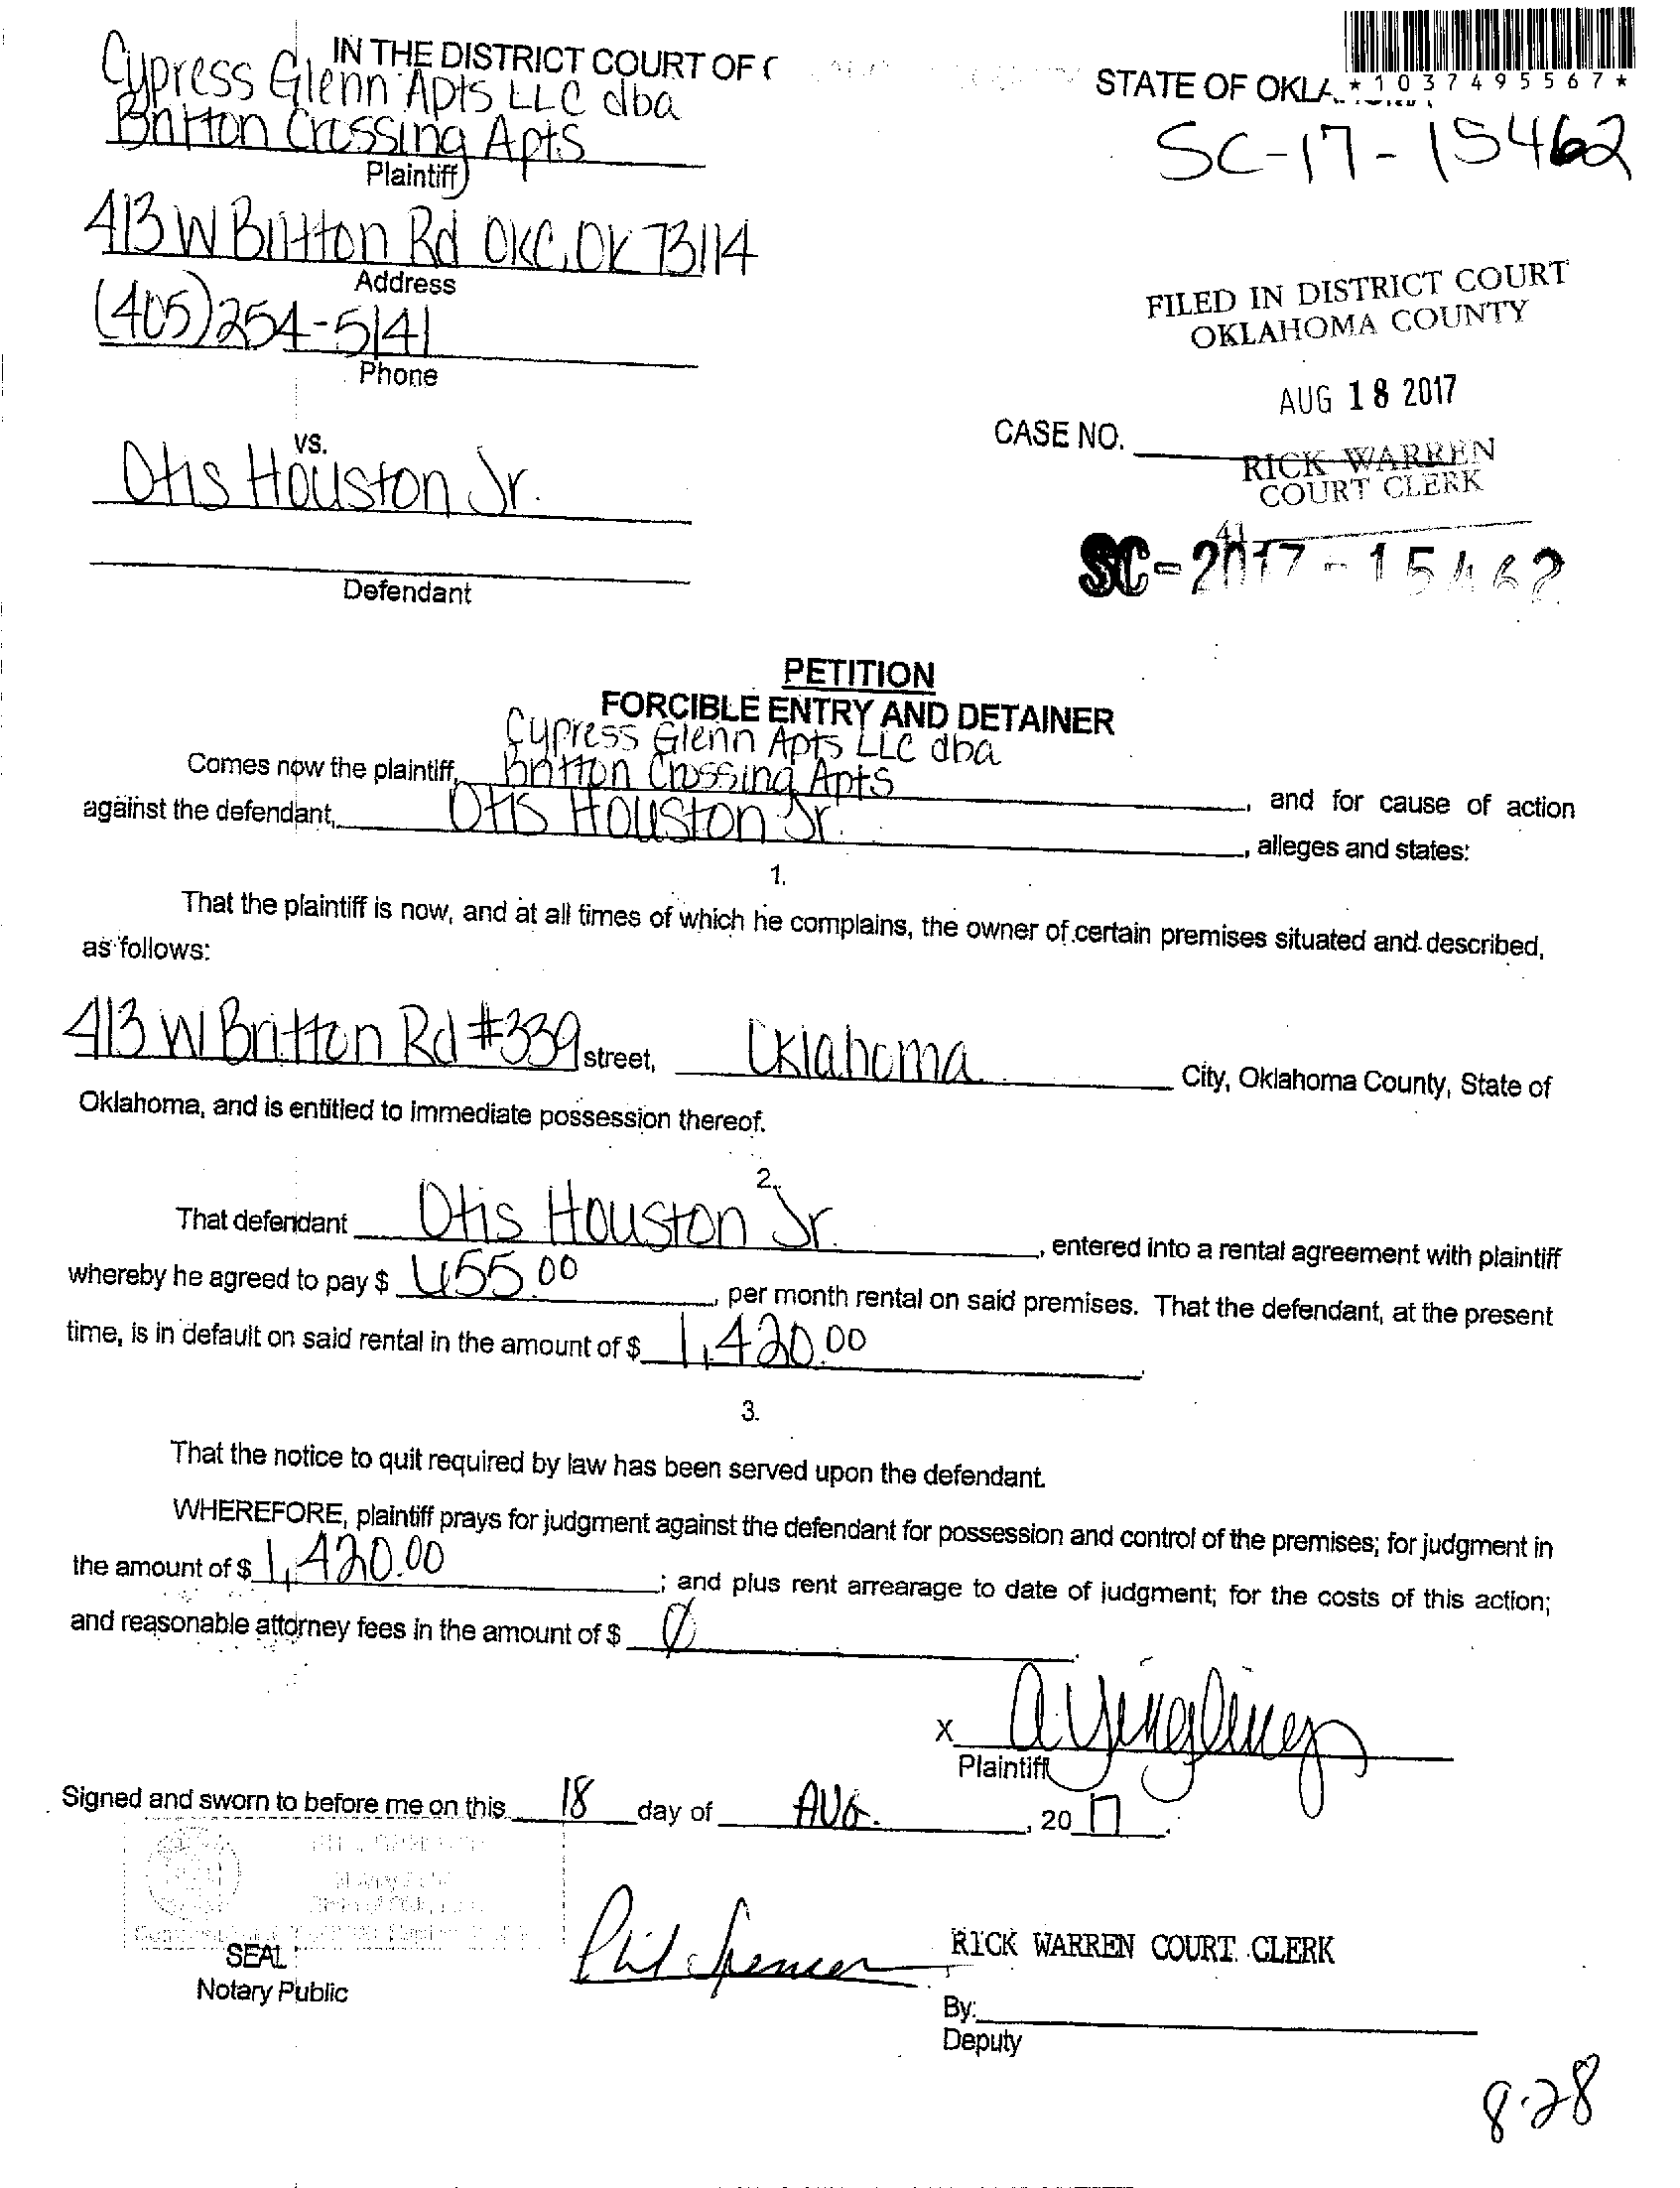 IN THE DISTRICT COURT OF
STATE OF OKLA
*1037495567*
Cypress Glenn Apts LLC dba
Britton Crossing Apts
Plaintiff
SC-17-15462
413 W Britton Rd OKC, OK 73114
Address
(405)254-5141
Phone
FILED IN DISTRICT COURT
OKLAHOMA COUNTY
AUG 18 2017
vs.
CASE NO.
RICK WARREN
COURT CLERK
41
Otis Houston Jr.
Defendant
SC-2017-15462
PETITION
FORCIBLE ENTRY AND DETAINER
Cypress Glenn Apts LLC dba
Comes now the plaintiff, Britton Crossing Apts, and for cause of action
against the defendant, Otis Houston Jr., alleges and states:
1.
That the plaintiff is now, and at all times of which he complains, the owner of certain premises situated and described,
as follows:
413 W Britton Rd #339 street, Oklahoma City, Oklahoma County, State of
Oklahoma, and is entitled to immediate possession thereof.
2.
That defendant Otis Houston Jr., entered into a rental agreement with plaintiff
whereby he agreed to pay $ 655.00, per month rental on said premises. That the defendant, at the present
time, is in default on said rental in the amount of $ 1,420.00.
3.
That the notice to quit required by law has been served upon the defendant.
WHEREFORE, plaintiff prays for judgment against the defendant for possession and control of the premises; for judgment in
the amount of $ 1,420.00; and plus rent arrearage to date of judgment; for the costs of this action;
and reasonable attorney fees in the amount of $ Ø.
X a yingling
Plaintiff
Signed and sworn to before me on this 18 day of AUG., 20 17.
Phil Spencer
RICK WARREN COURT CLERK
SEAL
Notary Public
By:
Deputy
8-28